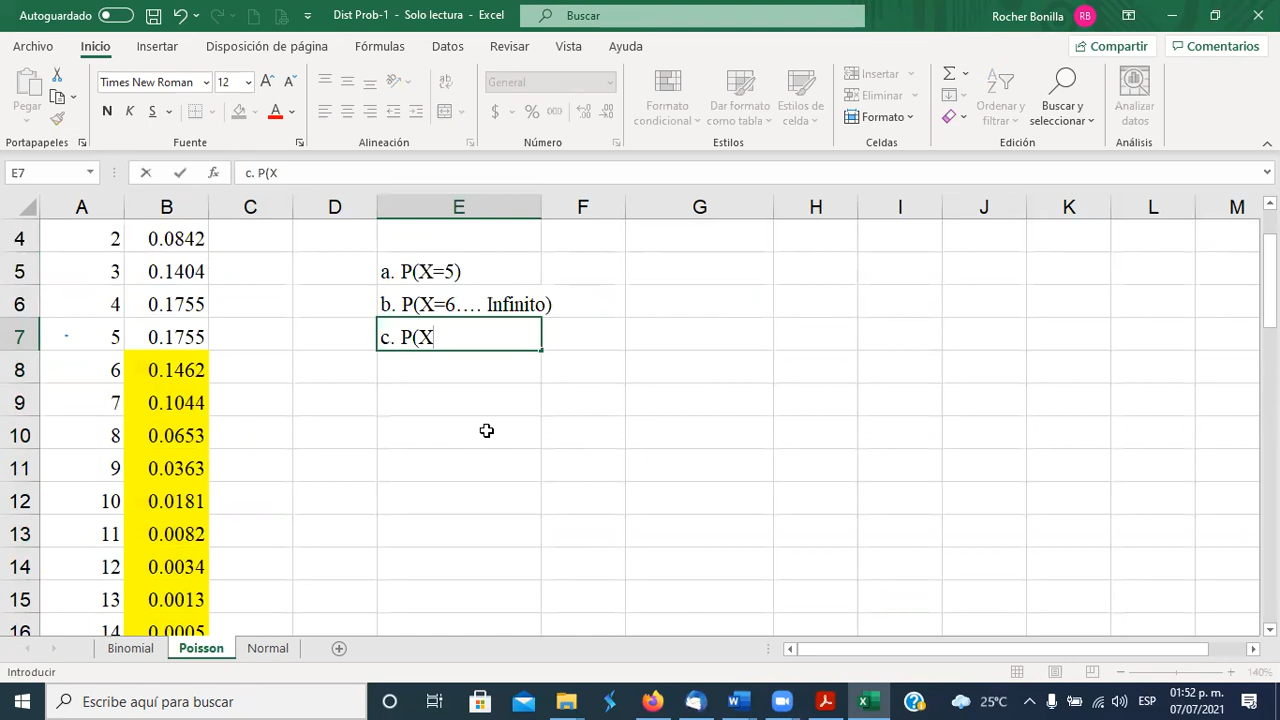 Autoguardado
Dist Prob-1 - Solo lectura - Excel
Buscar
Rocher Bonilla
RB
Archivo Inicio Insertar Disposición de página Fórmulas Datos Revisar Vista Ayuda
Compartir
Comentarios
Pegar
Times New Roman 12
N K S
General
$ % 000
Formato condicional
Dar formato como tabla
Estilos de celda
Insertar
Eliminar
Formato
Ordenar y filtrar
Buscar y seleccionar
Analizar datos
Portapapeles Fuente Alineación Número Estilos Celdas Edición Análisis
E7
fx
c. P(X
A B C D E F G H I J K L M
4 2 0.0842
5 3 0.1404 a. P(X=5)
6 4 0.1755 b. P(X=6…. Infinito)
7 5 0.1755 c. P(X
8 6 0.1462
9 7 0.1044
10 8 0.0653
11 9 0.0363
12 10 0.0181
13 11 0.0082
14 12 0.0034
15 13 0.0013
16 14 0.0005
Binomial Poisson Normal
Introducir
140%
Escribe aquí para buscar
25°C
ESP
01:52 p. m.
07/07/2021